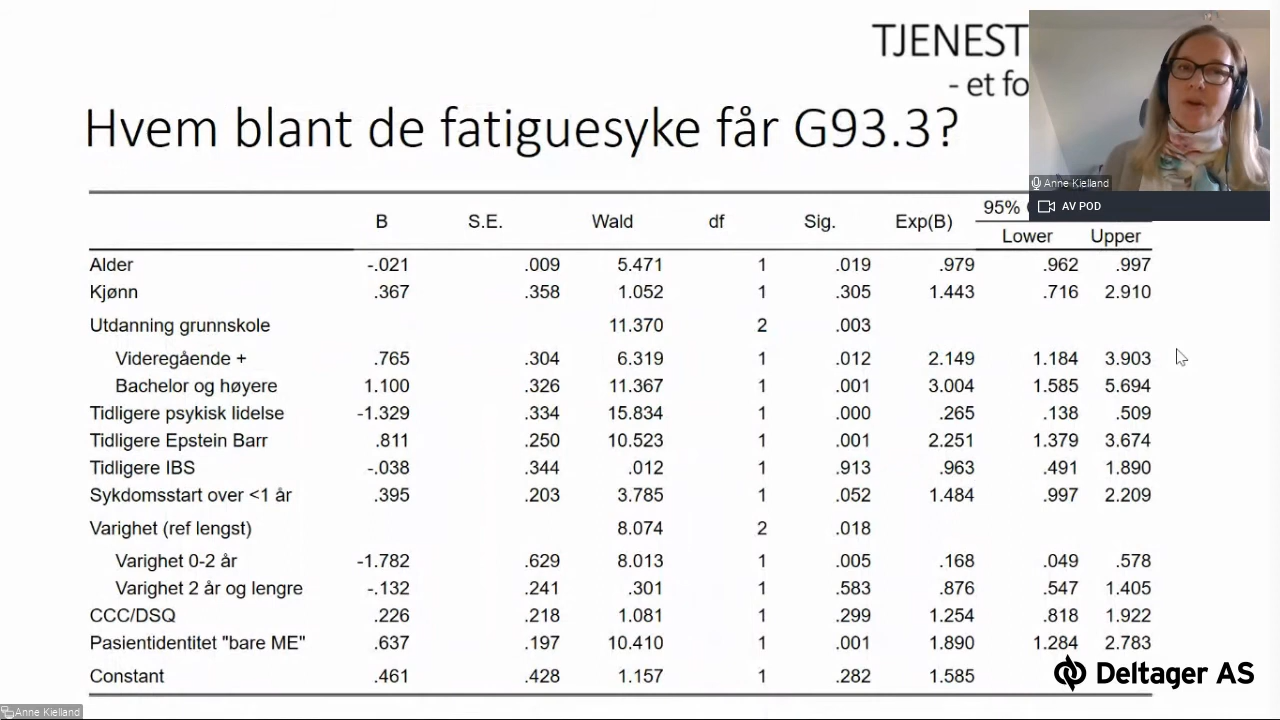 TJENEST
- et fo
Hvem blant de fatiguesyke får G93.3?
Anne Kielland
AV POD
B S.E. Wald df Sig. Exp(B) 95%
Lower Upper
Alder -.021 .009 5.471 1 .019 .979 .962 .997
Kjønn .367 .358 1.052 1 .305 1.443 .716 2.910
Utdanning grunnskole 11.370 2 .003
Videregående + .765 .304 6.319 1 .012 2.149 1.184 3.903
Bachelor og høyere 1.100 .326 11.367 1 .001 3.004 1.585 5.694
Tidligere psykisk lidelse -1.329 .334 15.834 1 .000 .265 .138 .509
Tidligere Epstein Barr .811 .250 10.523 1 .001 2.251 1.379 3.674
Tidligere IBS -.038 .344 .012 1 .913 .963 .491 1.890
Sykdomsstart over <1 år .395 .203 3.785 1 .052 1.484 .997 2.209
Varighet (ref lengst) 8.074 2 .018
Varighet 0-2 år -1.782 .629 8.013 1 .005 .168 .049 .578
Varighet 2 år og lengre -.132 .241 .301 1 .583 .876 .547 1.405
CCC/DSQ .226 .218 1.081 1 .299 1.254 .818 1.922
Pasientidentitet "bare ME" .637 .197 10.410 1 .001 1.890 1.284 2.783
Constant .461 .428 1.157 1 .282 1.585
Deltager AS
Anne Kielland